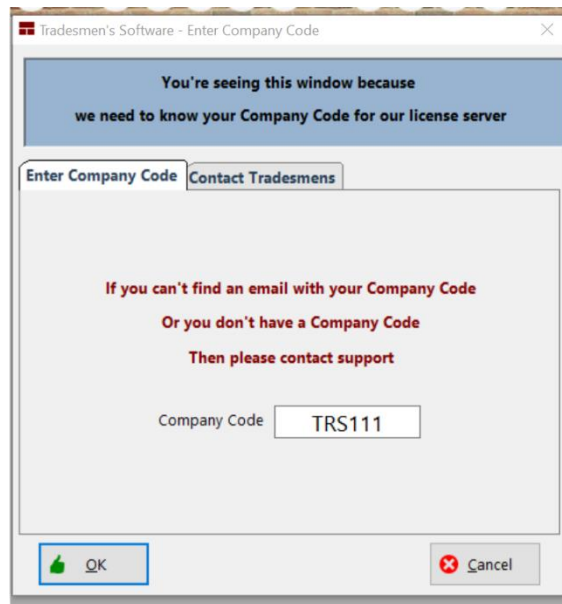 Tradesmen's Software - Enter Company Code
You're seeing this window because
we need to know your Company Code for our license server
Enter Company Code
Contact Tradesmens
If you can't find an email with your Company Code
Or you don't have a Company Code
Then please contact support
Company Code TRS111
OK
Cancel